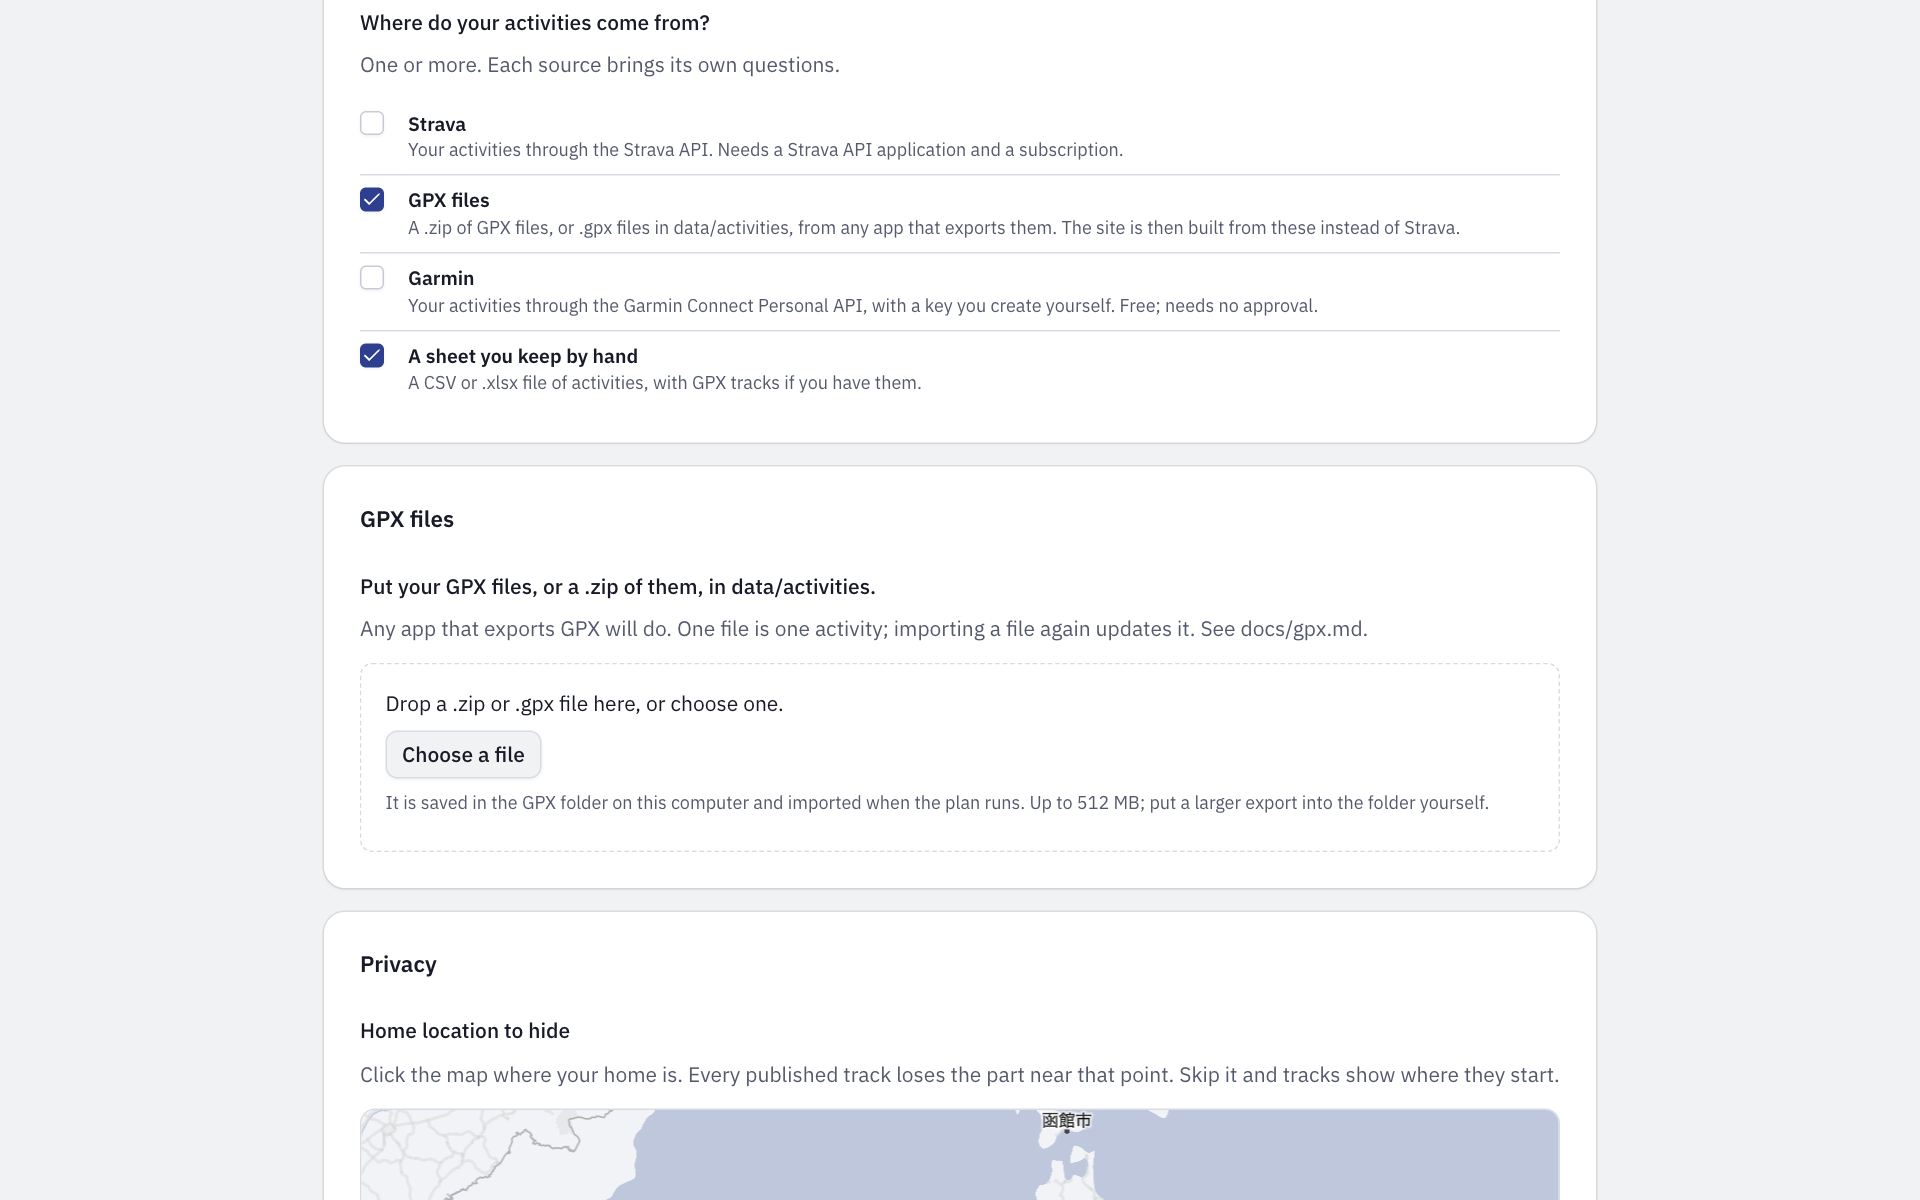 Where do your activities come from?
One or more. Each source brings its own questions.
Strava
Your activities through the Strava API. Needs a Strava API application and a subscription.
GPX files
A .zip of GPX files, or .gpx files in data/activities, from any app that exports them. The site is then built from these instead of Strava.
Garmin
Your activities through the Garmin Connect Personal API, with a key you create yourself. Free; needs no approval.
A sheet you keep by hand
A CSV or .xlsx file of activities, with GPX tracks if you have them.
GPX files
Put your GPX files, or a .zip of them, in data/activities.
Any app that exports GPX will do. One file is one activity; importing a file again updates it. See docs/gpx.md.
Drop a .zip or .gpx file here, or choose one.
Choose a file
It is saved in the GPX folder on this computer and imported when the plan runs. Up to 512 MB; put a larger export into the folder yourself.
Privacy
Home location to hide
Click the map where your home is. Every published track loses the part near that point. Skip it and tracks show where they start.
函館市